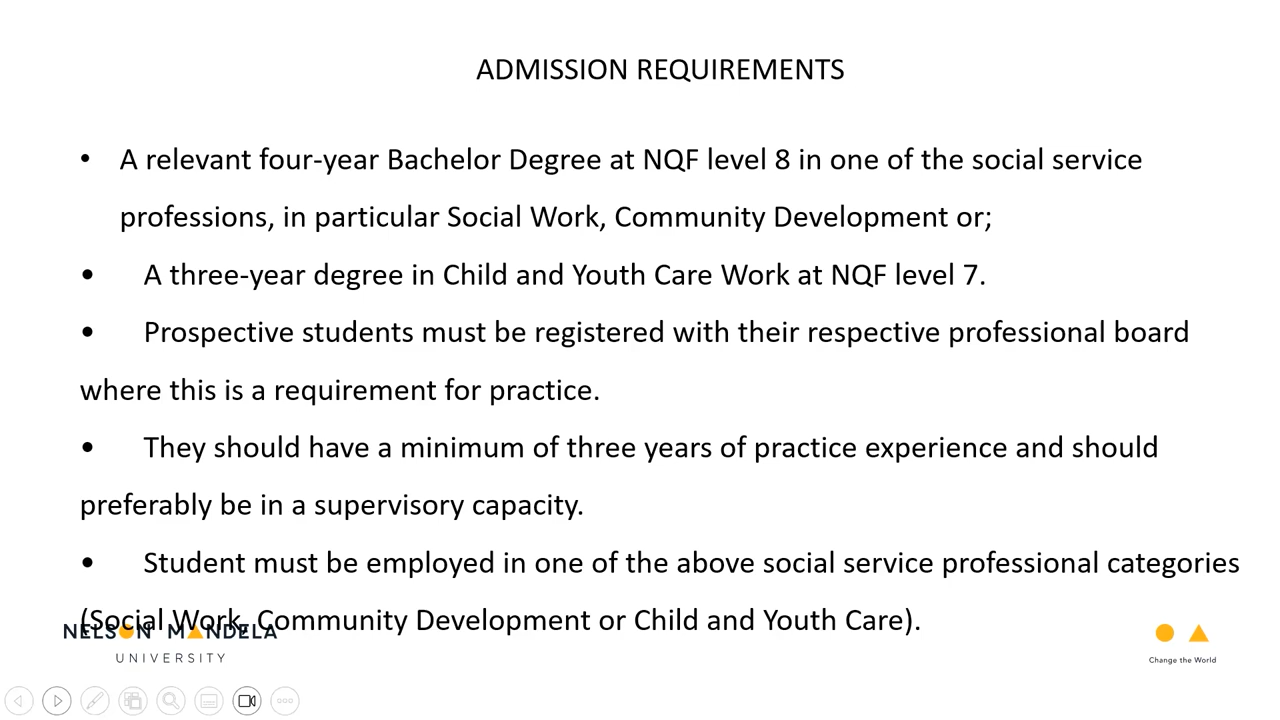 ADMISSION REQUIREMENTS
• A relevant four-year Bachelor Degree at NQF level 8 in one of the social service
professions, in particular Social Work, Community Development or;
• A three-year degree in Child and Youth Care Work at NQF level 7.
• Prospective students must be registered with their respective professional board
where this is a requirement for practice.
• They should have a minimum of three years of practice experience and should
preferably be in a supervisory capacity.
• Student must be employed in one of the above social service professional categories
(Social Work, Community Development or Child and Youth Care).
NELSON MANDELA
UNIVERSITY
Change the World